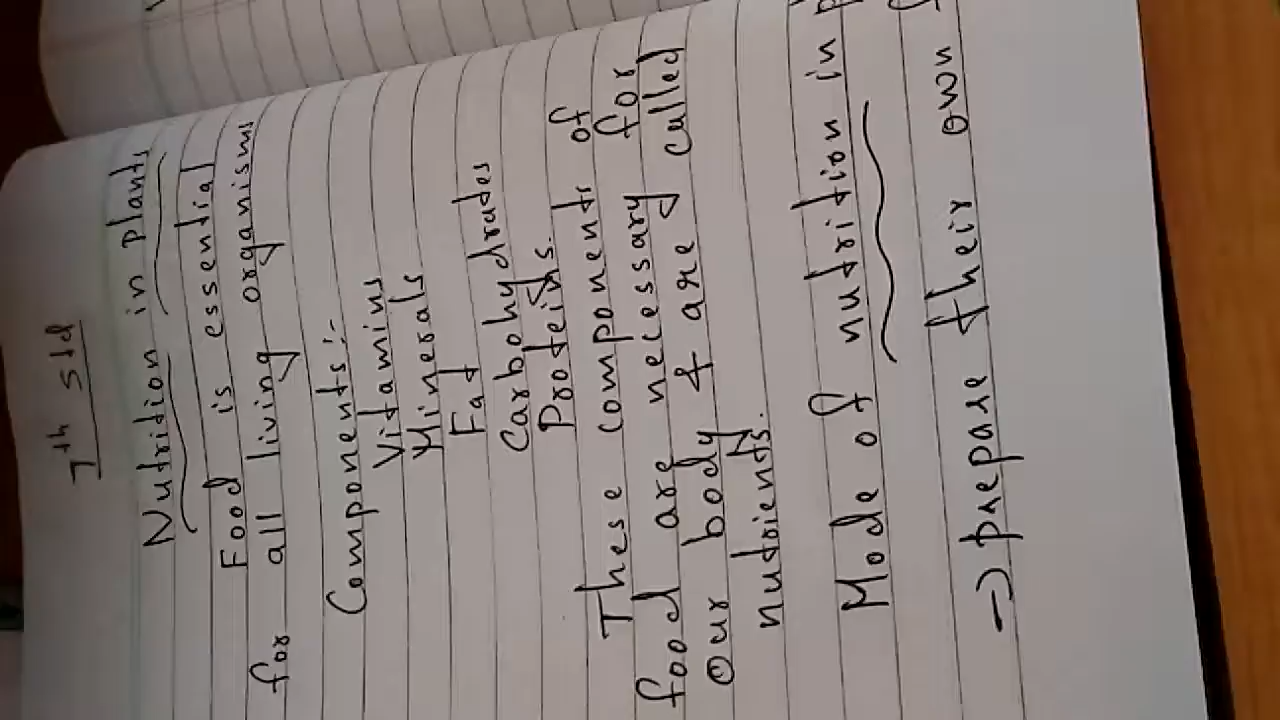 7th std
Nutrition in plants
Food is essential
for all living organisms
Components:-
Vitamins
Minerals
Fat
Carbohydrates
Proteins.
These components of
food are necessary for
our body & are called
nutrients.
Mode of nutrition in
→ prepare their own